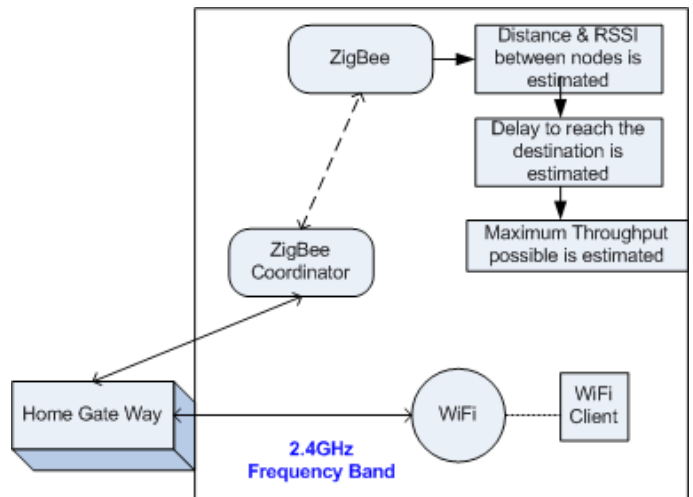 ZigBee
Distance & RSSI
between nodes is
estimated
Delay to reach the
destination is
estimated
Maximum Throughput
possible is estimated
ZigBee
Coordinator
Home Gate Way
WiFi
WiFi
Client
2.4GHz
Frequency Band